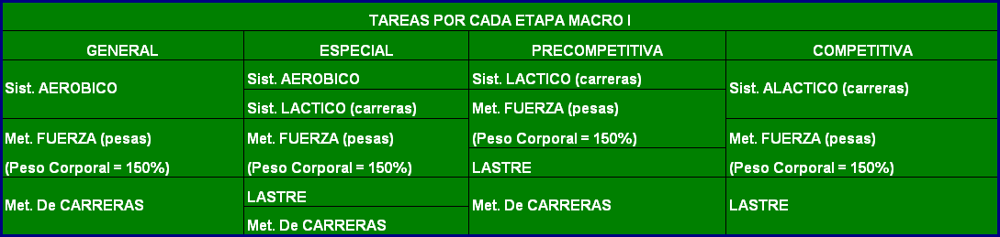 TAREAS POR CADA ETAPA MACRO I
GENERAL ESPECIAL PRECOMPETITIVA COMPETITIVA
Sist. AEROBICO
Sist. AEROBICO
Sist. LACTICO (carreras)
Sist. LACTICO (carreras)
Sist. ALACTICO (carreras)
Met. FUERZA (pesas)
(Peso Corporal = 150%)
Met. FUERZA (pesas)
(Peso Corporal = 150%)
Met. FUERZA (pesas)
(Peso Corporal = 150%)
LASTRE
Met. FUERZA (pesas)
(Peso Corporal = 150%)
Met. De CARRERAS
LASTRE
Met. De CARRERAS
Met. De CARRERAS
LASTRE